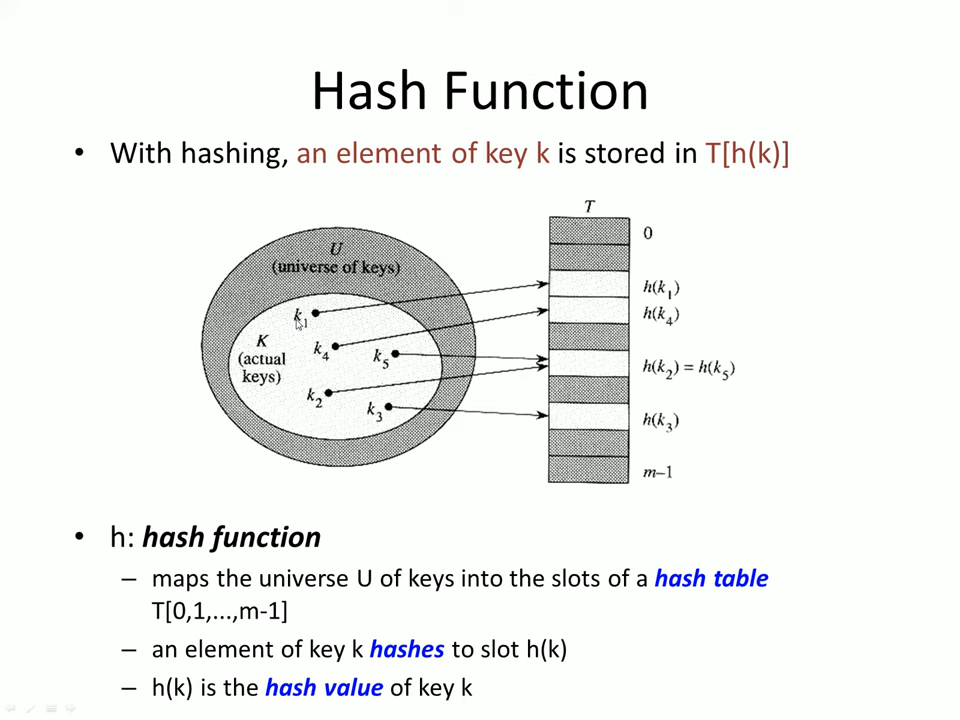 Hash Function
• With hashing, an element of key k is stored in T[h(k)]
T
0
U
(universe of keys)
h(k₁)
k₁
h(k₄)
K
(actual
keys)
k₄
k₅
h(k₂) = h(k₅)
k₂
k₃
h(k₃)
m–1
• h: hash function
– maps the universe U of keys into the slots of a hash table
T[0,1,...,m-1]
– an element of key k hashes to slot h(k)
– h(k) is the hash value of key k